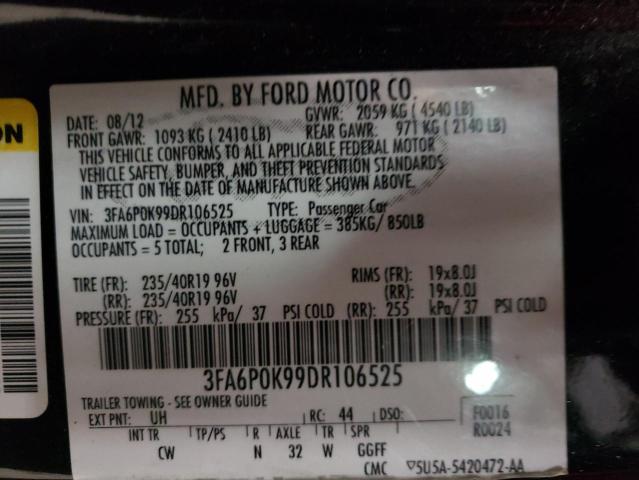 ON
MFD. BY FORD MOTOR CO.
DATE: 08/12 GVWR: 2059 KG ( 4540 LB)
FRONT GAWR: 1093 KG ( 2410 LB) REAR GAWR: 971 KG ( 2140 LB)
THIS VEHICLE CONFORMS TO ALL APPLICABLE FEDERAL MOTOR
VEHICLE SAFETY, BUMPER, AND THEFT PREVENTION STANDARDS
IN EFFECT ON THE DATE OF MANUFACTURE SHOWN ABOVE.
VIN: 3FA6P0K99DR106525 TYPE: Passenger Car
MAXIMUM LOAD = OCCUPANTS + LUGGAGE = 385KG/ 850LB
OCCUPANTS = 5 TOTAL; 2 FRONT, 3 REAR
TIRE (FR): 235/40R19 96V RIMS (FR): 19x8.0J
(RR): 235/40R19 96V (RR): 19x8.0J
PRESSURE (FR): 255 kPa/ 37 PSI COLD (RR): 255 kPa/ 37 PSI COLD
3FA6P0K99DR106525
TRAILER TOWING - SEE OWNER GUIDE
EXT PNT: UH RC: 44 DSO: F0016
R0024
INT TR TP/PS R AXLE TR SPR
CW N 32 W GGFF
CMC ▽5U5A-5420472-AA